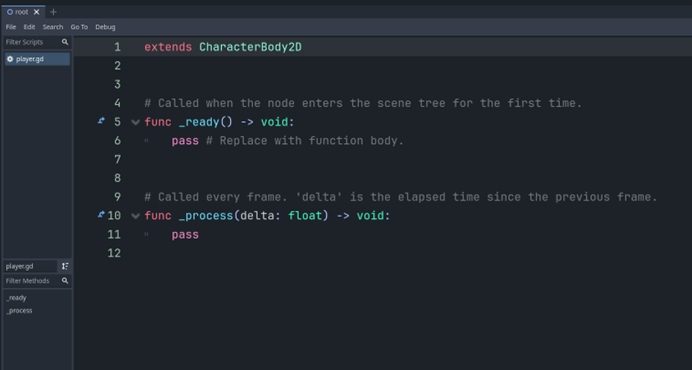 root
File Edit Search Go To Debug
Filter Scripts
player.gd
player.gd
Filter Methods
_ready
_process
1 extends CharacterBody2D
2
3
4 # Called when the node enters the scene tree for the first time.
5 func _ready() -> void:
6 pass # Replace with function body.
7
8
9 # Called every frame. 'delta' is the elapsed time since the previous frame.
10 func _process(delta: float) -> void:
11 pass
12